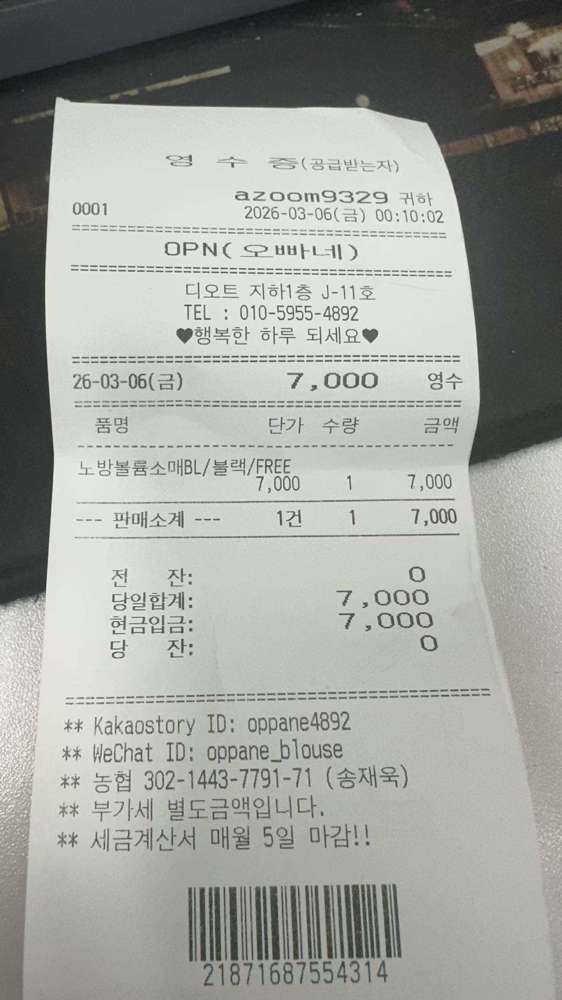 영 수 증(공급받는자)
azoom9329 귀하
0001 2026-03-06(금) 00:10:02
OPN(오빠네)
디오트 지하1층 J-11호
TEL : 010-5955-4892
♥행복한 하루 되세요♥
26-03-06(금) 7,000 영수
품명 단가 수량 금액
노방볼륨소매BL/블랙/FREE
7,000 1 7,000
--- 판매소계 --- 1건 1 7,000
전 잔: 0
당일합계: 7,000
현금입금: 7,000
당 잔: 0
** Kakaostory ID: oppane4892
** WeChat ID: oppane_blouse
** 농협 302-1443-7791-71 (송재욱)
** 부가세 별도금액입니다.
** 세금계산서 매월 5일 마감!!
21871687554314